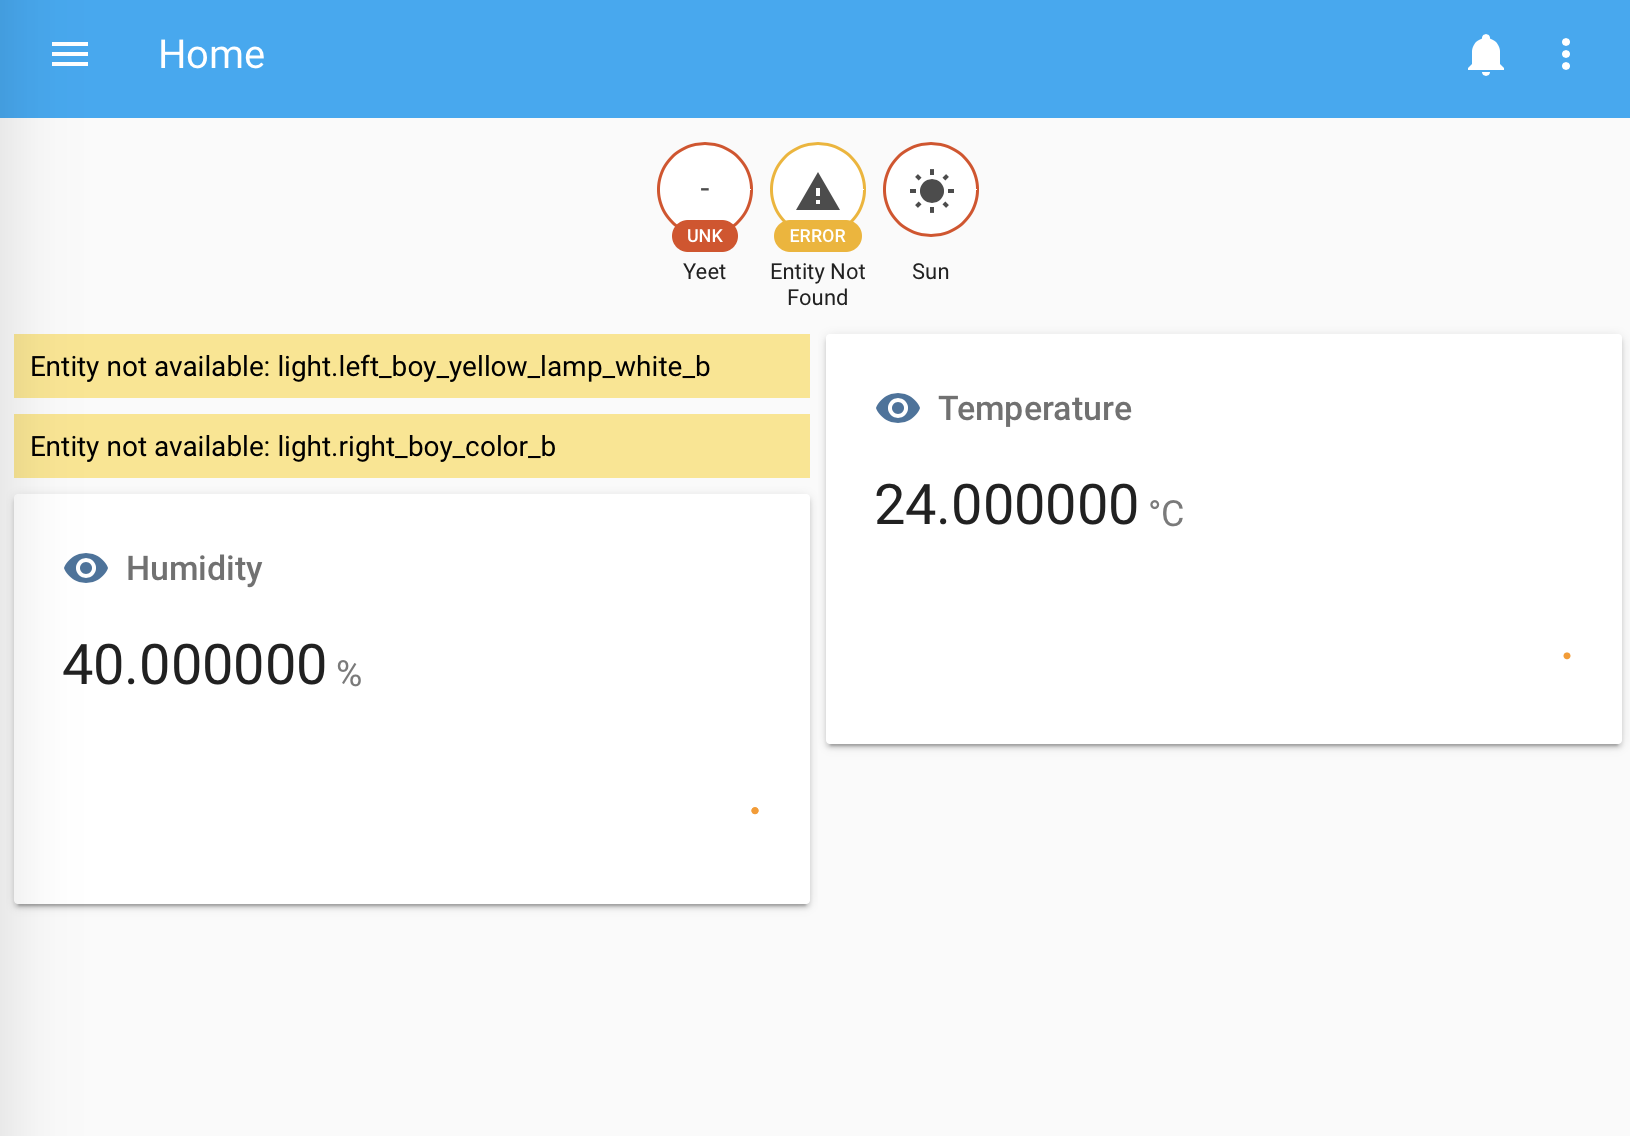 Home
-
UNK
Yeet
ERROR
Entity Not
Found
Sun
Entity not available: light.left_boy_yellow_lamp_white_b
Entity not available: light.right_boy_color_b
Humidity
40.000000 %
Temperature
24.000000 °C